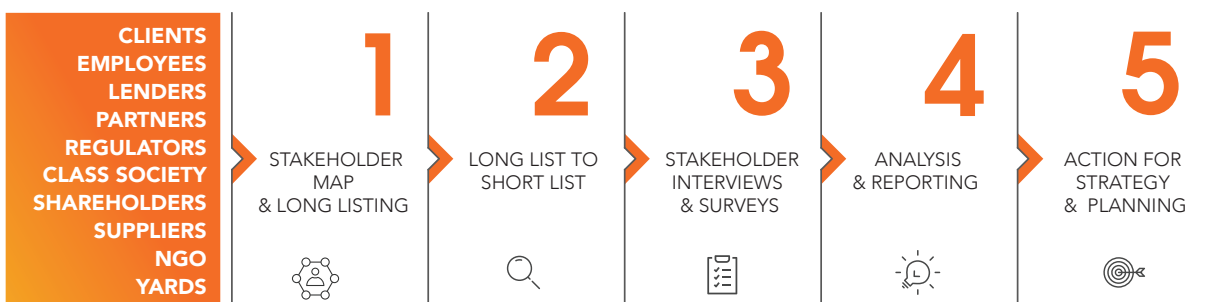 CLIENTS
EMPLOYEES
LENDERS
PARTNERS
REGULATORS
CLASS SOCIETY
SHAREHOLDERS
SUPPLIERS
NGO
YARDS
1
STAKEHOLDER
MAP
& LONG LISTING
2
LONG LIST TO
SHORT LIST
3
STAKEHOLDER
INTERVIEWS
& SURVEYS
4
ANALYSIS
& REPORTING
5
ACTION FOR
STRATEGY
& PLANNING